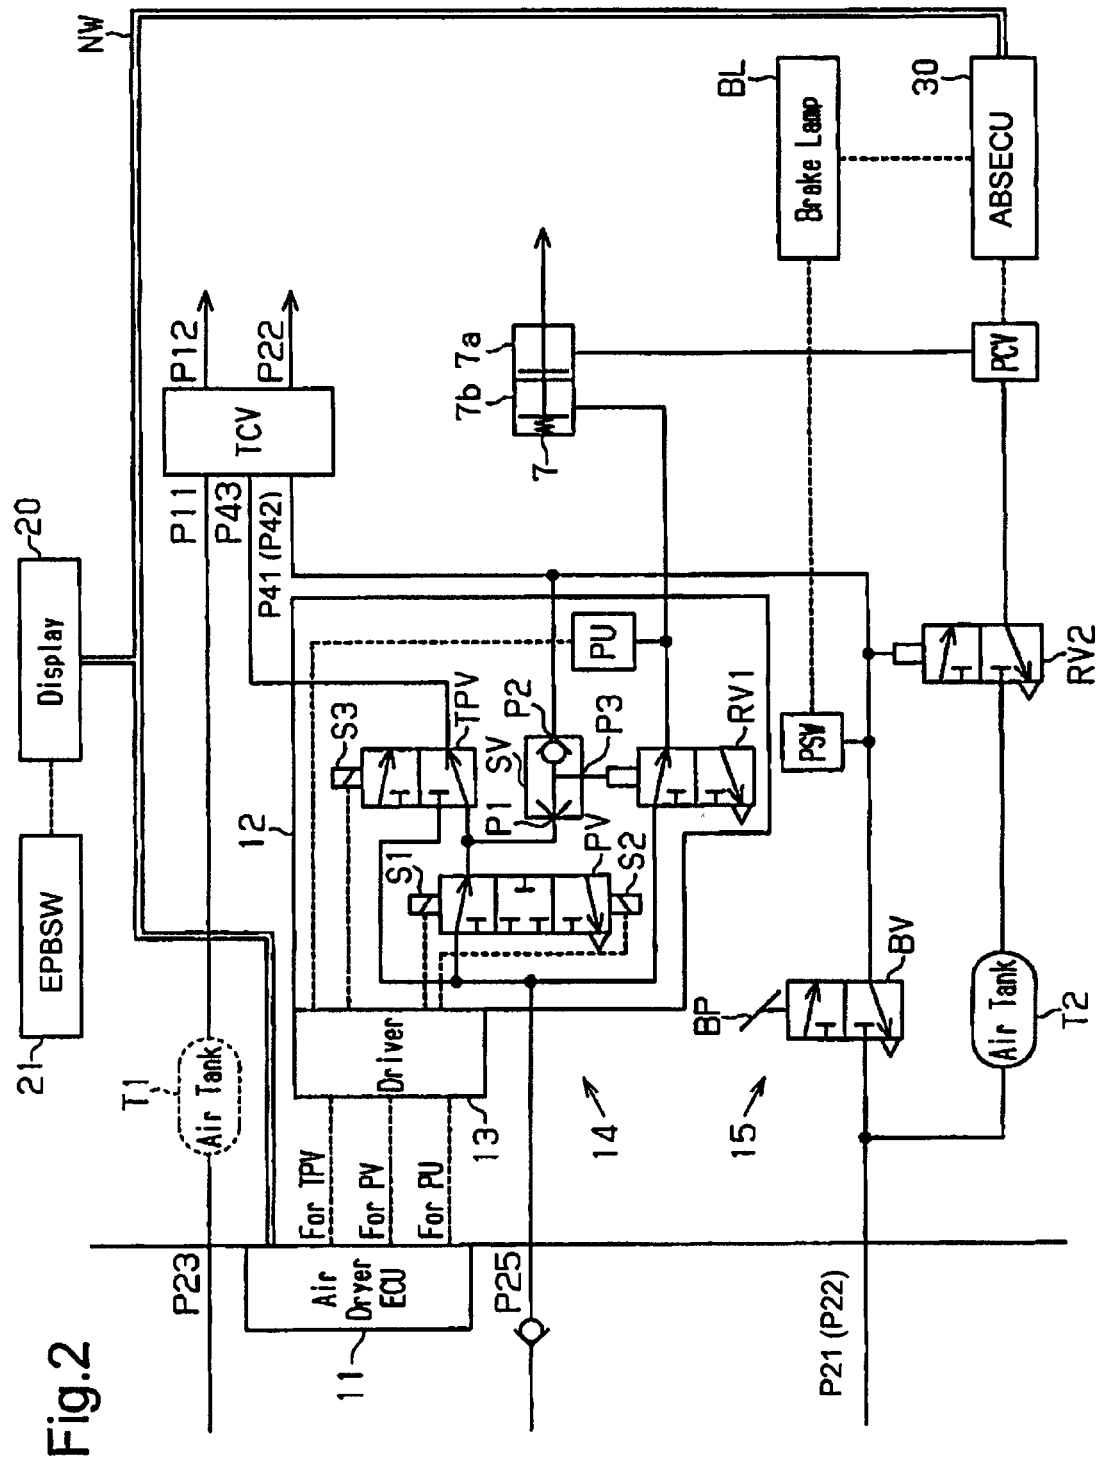 Fig.2
NW
20
Display
EPBSW
21
P12
P22
TCV
P11
P43
P41 (P42)
T1
Air Tank
P23
BL
Brake Lamp
30
ABSECU
PCV
7a
7b
7
12
S3
TPV
PU
SV
P2
P1
P3
RV1
S1
PV
S2
Driver
13
For TPV
For PV
For PU
Air
Dryer
ECU
11
P25
14
15
PSW
RV2
BP
BV
Air Tank
T2
P21 (P22)